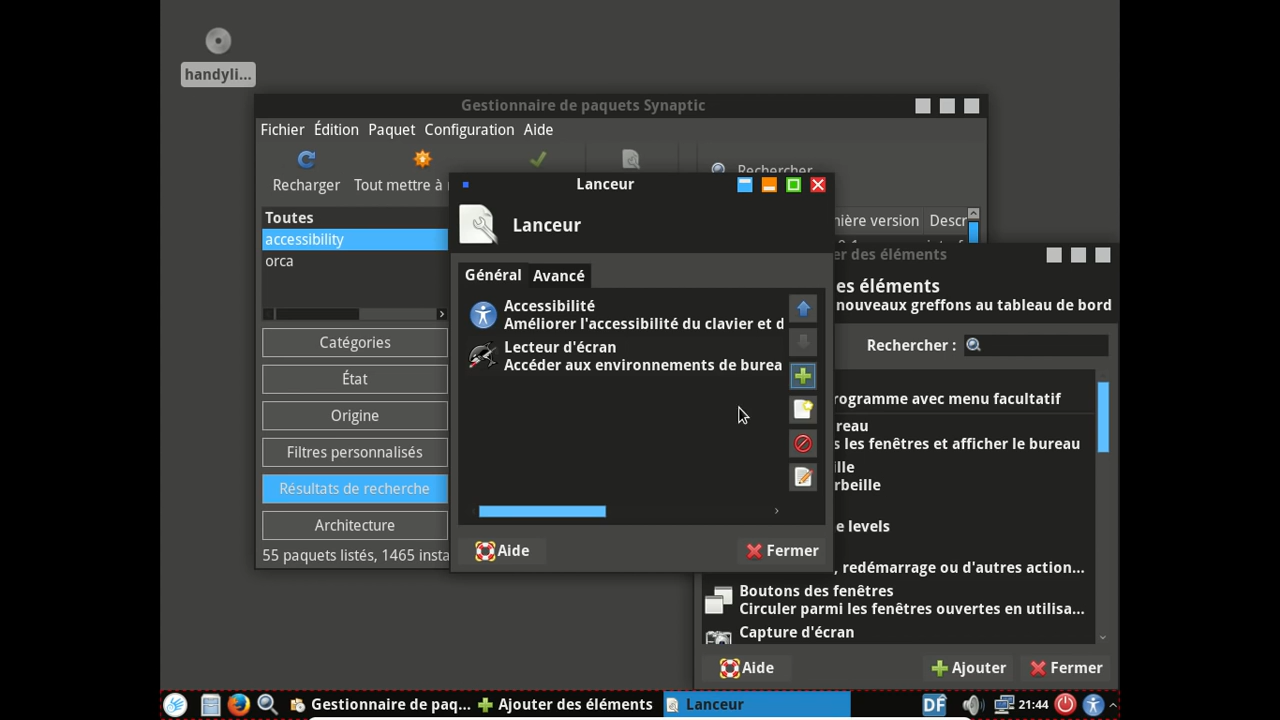 handyli...
Gestionnaire de paquets Synaptic
Fichier Édition Paquet Configuration Aide
Recharger
Tout mettre à
Rechercher
Toutes
accessibility
orca
version Descr
Catégories
État
Origine
Filtres personnalisés
Résultats de recherche
Architecture
55 paquets listés, 1465
Lanceur
Lanceur
Général Avancé
Accessibilité
Améliorer l'accessibilité du clavier et d
Lecteur d'écran
Accéder aux environnements de burea
Aide
Fermer
des éléments
es éléments
nouveaux greffons au tableau de bord
Rechercher :
rogramme avec menu facultatif
reau
s les fenêtres et afficher le bureau
ille
rbeille
e levels
, redémarrage ou d'autres action...
Boutons des fenêtres
Circuler parmi les fenêtres ouvertes en utilisa...
Capture d'écran
Aide
Ajouter
Fermer
Gestionnaire de paq...
Ajouter des éléments
Lanceur
DF
21:44